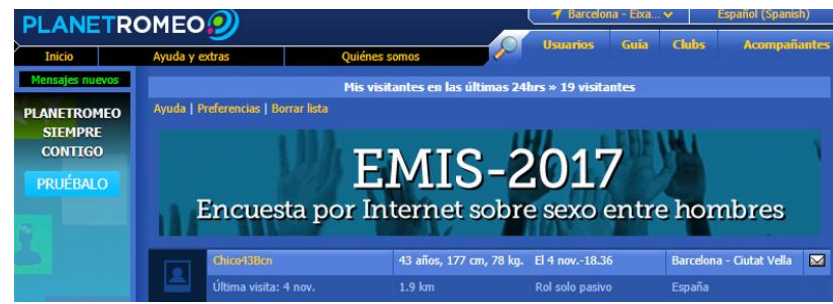 PLANETROMEO
Barcelona - Eixa...
Español (Spanish)
Inicio
Ayuda y extras
Quiénes somos
Usuarios
Guía
Clubs
Acompañantes
Mensajes nuevos
Mis visitantes en las últimas 24hrs » 19 visitantes
Ayuda | Preferencias | Borrar lista
PLANETROMEO
SIEMPRE
CONTIGO
PRUÉBALO
EMIS-2017
Encuesta por Internet sobre sexo entre hombres
Chico43Bcn
43 años, 177 cm, 78 kg.
El 4 nov.-18.36
Barcelona - Ciutat Vella
Última visita: 4 nov.
1.9 km
Rol solo pasivo
España